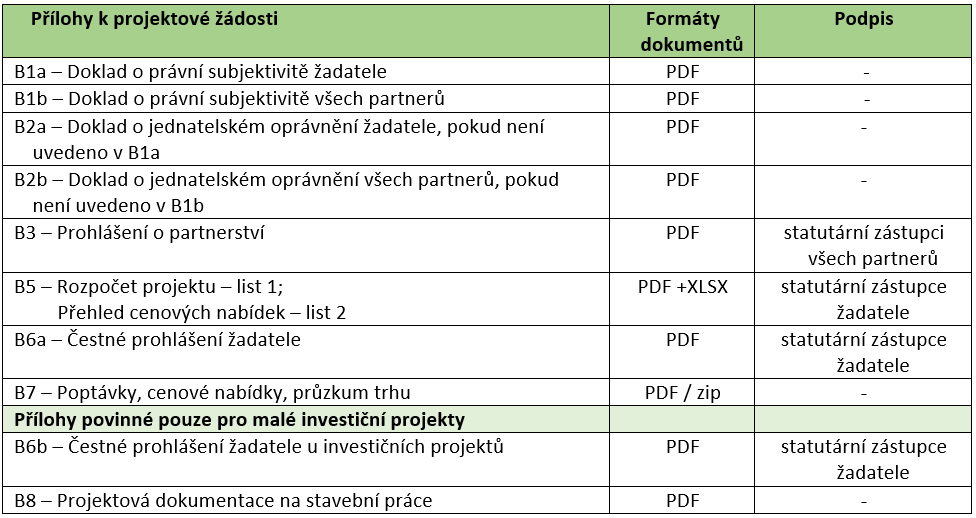 Přílohy k projektové žádosti Formáty dokumentů Podpis
B1a – Doklad o právní subjektivitě žadatele PDF -
B1b – Doklad o právní subjektivitě všech partnerů PDF -
B2a – Doklad o jednatelském oprávnění žadatele, pokud není PDF -
uvedeno v B1a
B2b – Doklad o jednatelském oprávnění všech partnerů, pokud PDF -
není uvedeno v B1b
B3 – Prohlášení o partnerství PDF statutární zástupci
všech partnerů
B5 – Rozpočet projektu – list 1; PDF +XLSX statutární zástupce
Přehled cenových nabídek – list 2 žadatele
B6a – Čestné prohlášení žadatele PDF statutární zástupce
žadatele
B7 – Poptávky, cenové nabídky, průzkum trhu PDF / zip -
Přílohy povinné pouze pro malé investiční projekty
B6b – Čestné prohlášení žadatele u investičních projektů PDF statutární zástupce
žadatele
B8 – Projektová dokumentace na stavební práce PDF -